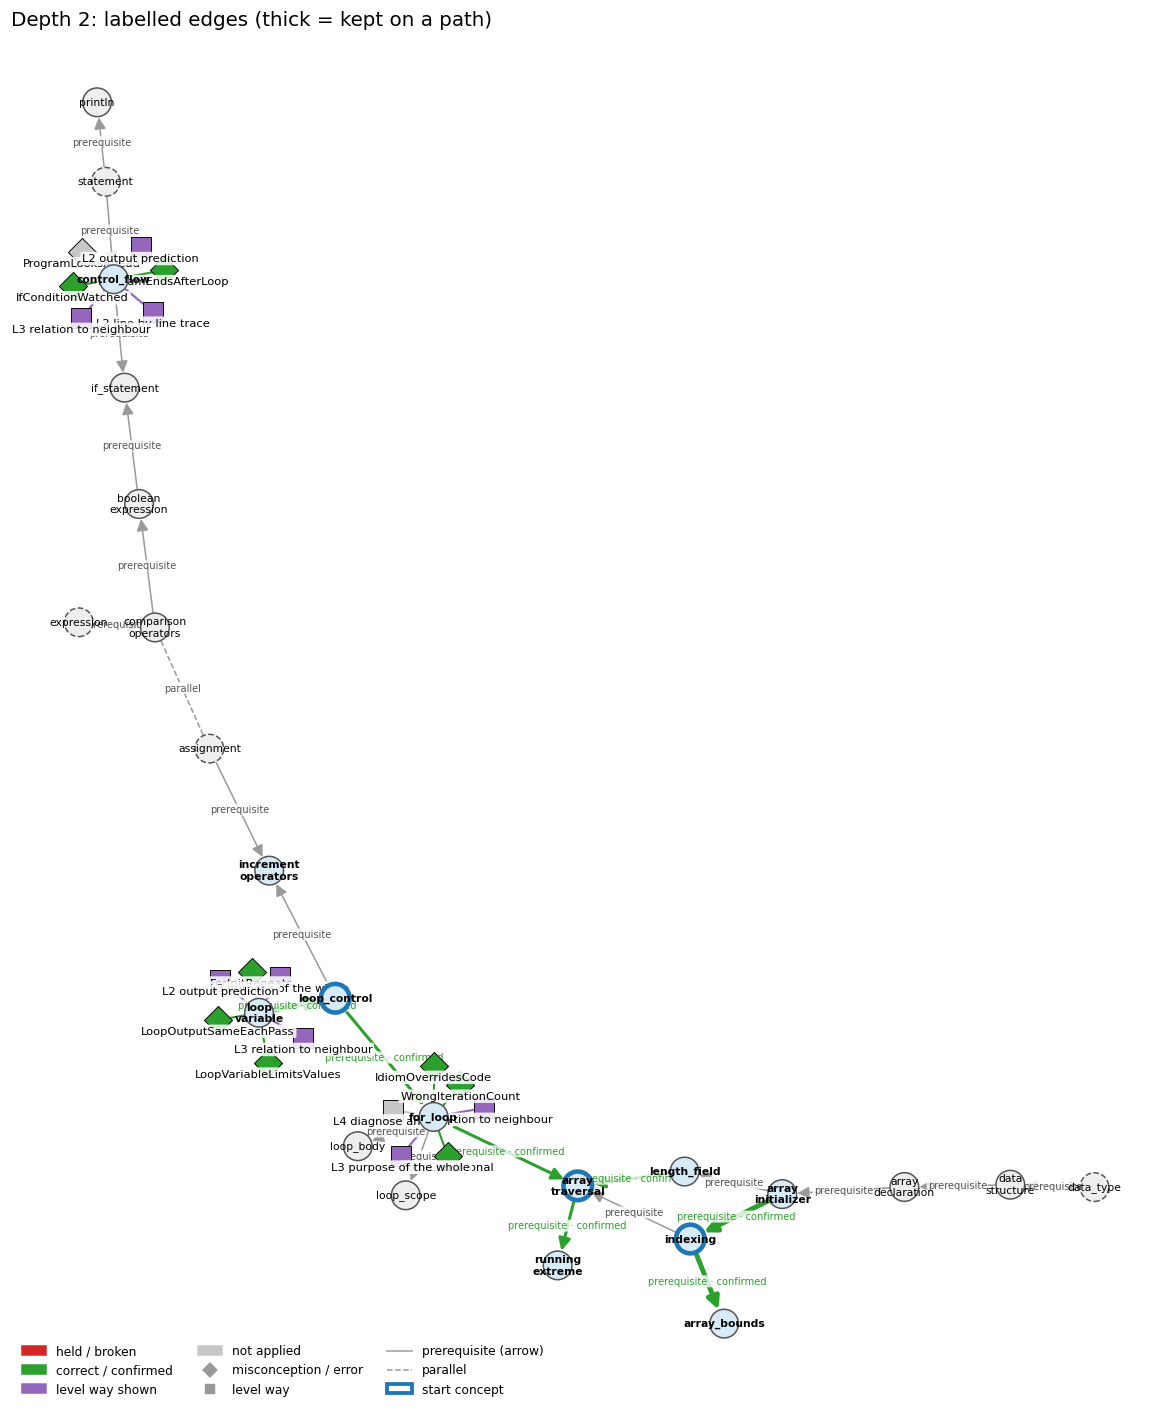 Depth 2: labelled edges (thick = kept on a path)
println
prerequisite
statement
prerequisite
L2 output prediction
control_flow
IfConditionWatched
L3 relation to neighbour
if_statement
prerequisite
boolean
expression
prerequisite
expression
comparison
operators
parallel
assignment
prerequisite
increment
operators
prerequisite
L2 output prediction
loop_control
loop
variable
LoopOutputSameEachPass
L3 relation to neighbour
prerequisite - confirmed
LoopVariableLimitsValues
IdiomOverridesCode
WrongIterationCount
L4 diagnose an
for_loop
prerequisite
loop_body
L3 purpose of the whole
loop_scope
array
traversal
length_field
prerequisite
array
initializer
prerequisite
array
declaration
prerequisite
data
structure
data_type
prerequisite
prerequisite - confirmed
prerequisite - confirmed
indexing
running
extreme
prerequisite - confirmed
array_bounds
held / broken
correct / confirmed
level way shown
not applied
misconception / error
level way
prerequisite (arrow)
parallel
start concept